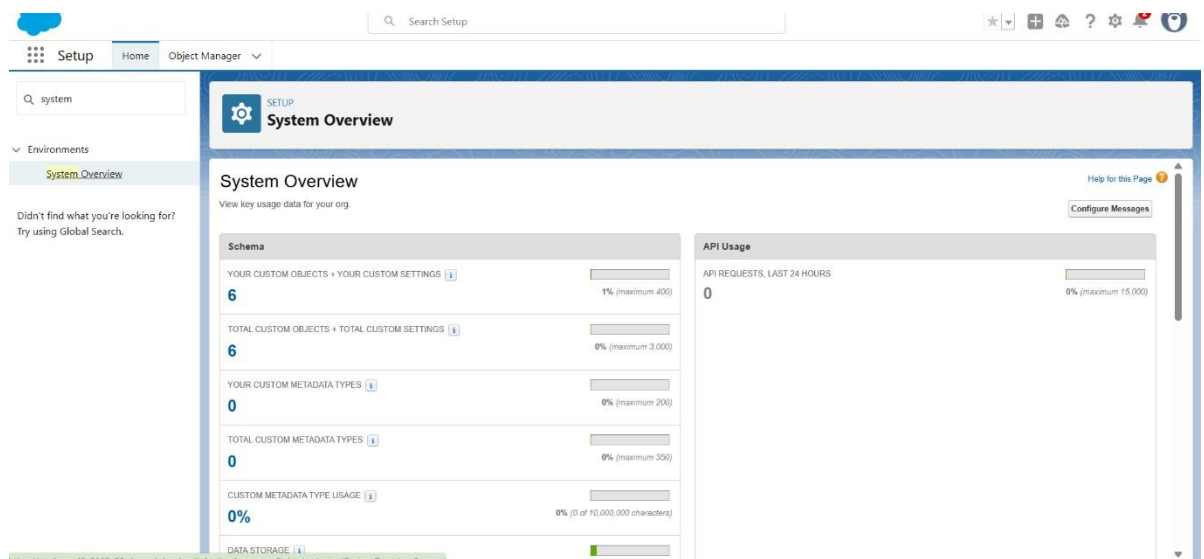 Search Setup
2
Setup
Home
Object Manager
system
Environments
System Overview
Didn't find what you're looking for?
Try using Global Search.
SETUP
System Overview
System Overview
Help for this Page
View key usage data for your org.
Configure Messages
Schema
YOUR CUSTOM OBJECTS + YOUR CUSTOM SETTINGS i
6
1% (maximum 400)
TOTAL CUSTOM OBJECTS + TOTAL CUSTOM SETTINGS i
6
0% (maximum 3,000)
YOUR CUSTOM METADATA TYPES i
0
0% (maximum 200)
TOTAL CUSTOM METADATA TYPES i
0
0% (maximum 350)
CUSTOM METADATA TYPE USAGE i
0%
0% (0 of 10,000,000 characters)
DATA STORAGE i
API Usage
API REQUESTS, LAST 24 HOURS
0
0% (maximum 15,000)